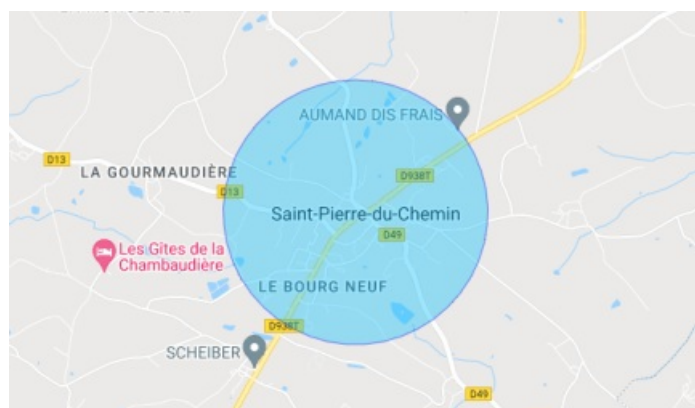 AUMAND DIS FRAIS
D13
LA GOURMAUDIÈRE
D938T
D13
Saint-Pierre-du-Chemin
D49
Les Gîtes de la
Chambaudière
LE BOURG NEUF
D938T
SCHEIBER
D49